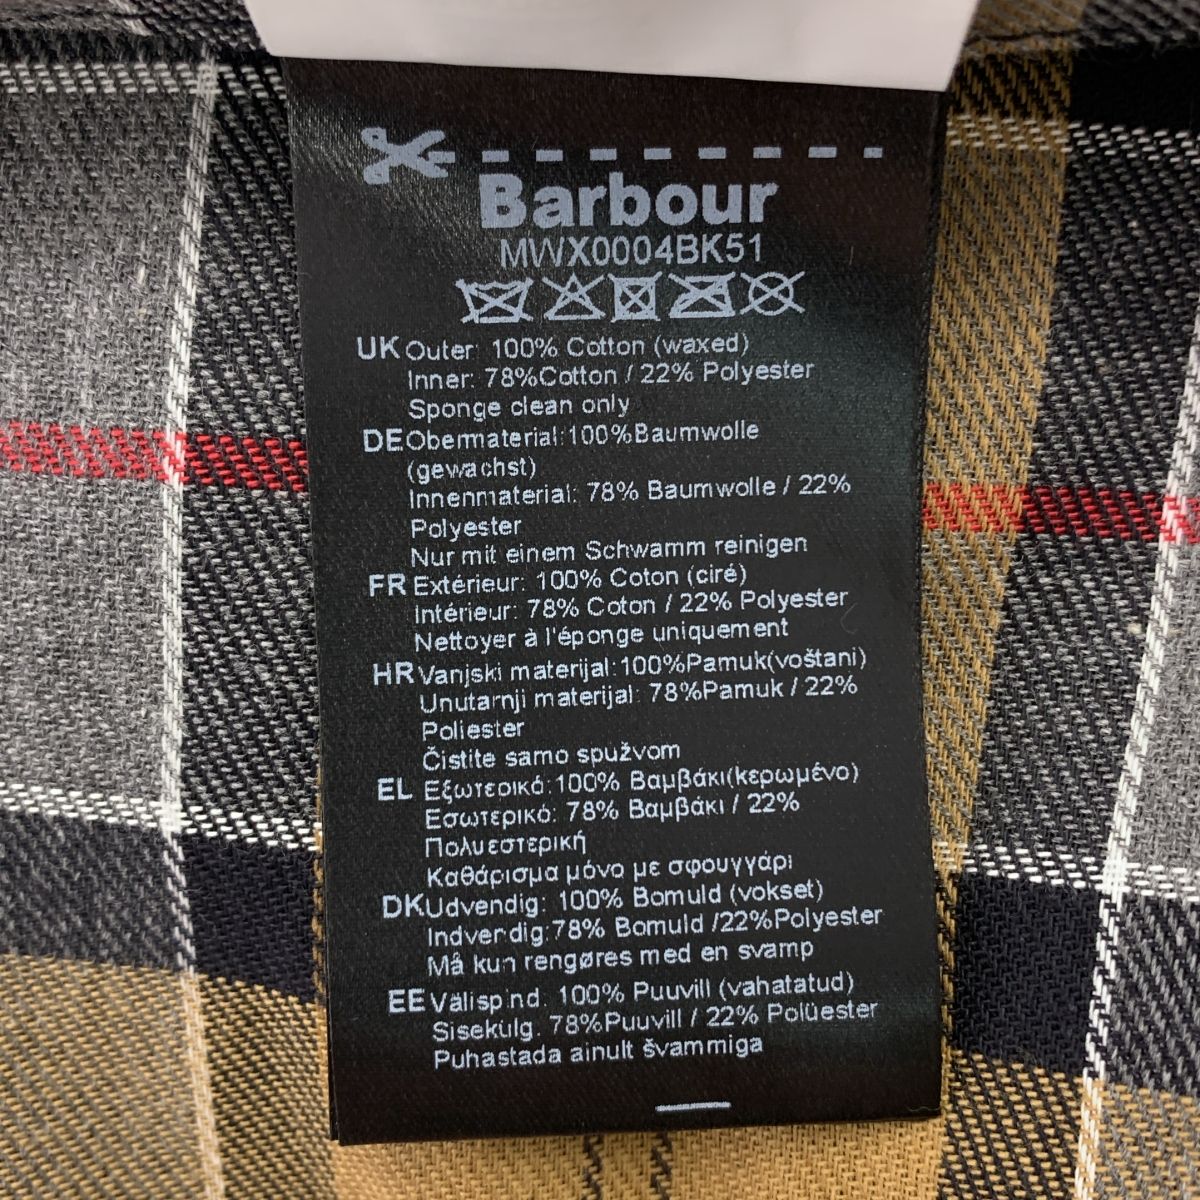 Barbour
MWX0004BK51
UK Outer: 100% Cotton (waxed)
Inner: 78%Cotton / 22% Polyester
Sponge clean only
DE Obermaterial:100%Baumwolle
(gewachst)
Innenmaterial: 78% Baumwolle / 22%
Polyester
Nur mit einem Schwamm reinigen
FR Extérieur: 100% Coton (ciré)
Intérieur: 78% Coton / 22% Polyester
Nettoyer à l'éponge uniquement
HR Vanjski materijal:100%Pamuk(voštani)
Unutarnji materijal: 78%Pamuk / 22%
Poliester
Čistite samo spužvom
EL Εξωτερικό:100% Βαμβάκι(κερωμένο)
Εσωτερικό: 78% Βαμβάκι / 22%
Πολυεστερική
Καθάρισμα μόνο με σφουγγάρι
DK Udvendig: 100% Bomuld (vokset)
Indvendig:78% Bomuld /22%Polyester
Må kun rengøres med en svamp
EE Välispind: 100% Puuvill (vahatatud)
Sisekülg: 78%Puuvill / 22% Polüester
Puhastada ainult švammiga